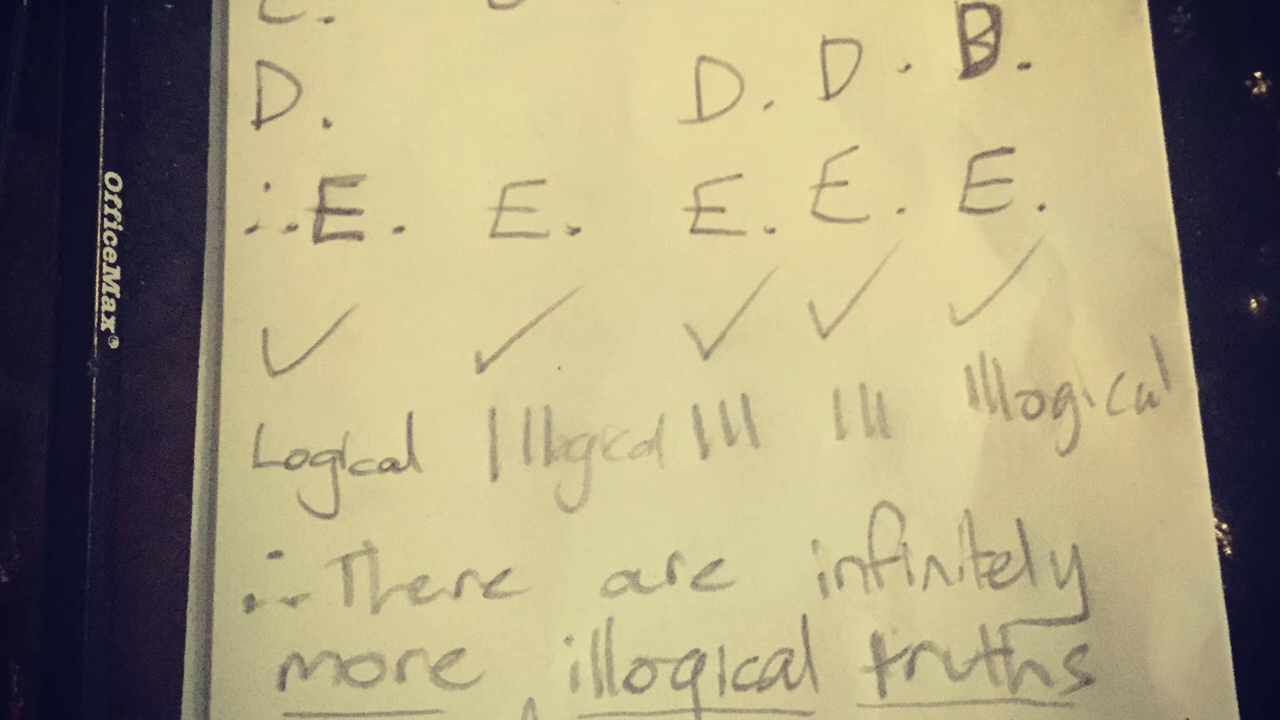 C.
D. D. D. B.
∴ E. E. E. E. E.
✓ ✓ ✓ ✓ ✓
Logical Illogical Ill Ill Illogical
∴ There are infinitely
more illogical truths
OfficeMax®